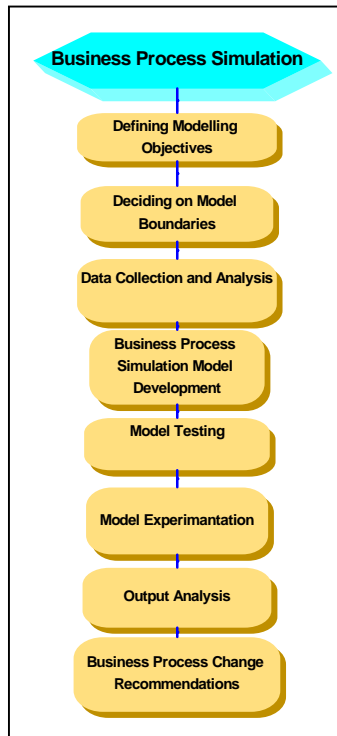 Business Process Simulation
Defining Modelling
Objectives
Deciding on Model
Boundaries
Data Collection and Analysis
Business Process
Simulation Model
Development
Model Testing
Model Experimantation
Output Analysis
Business Process Change
Recommendations